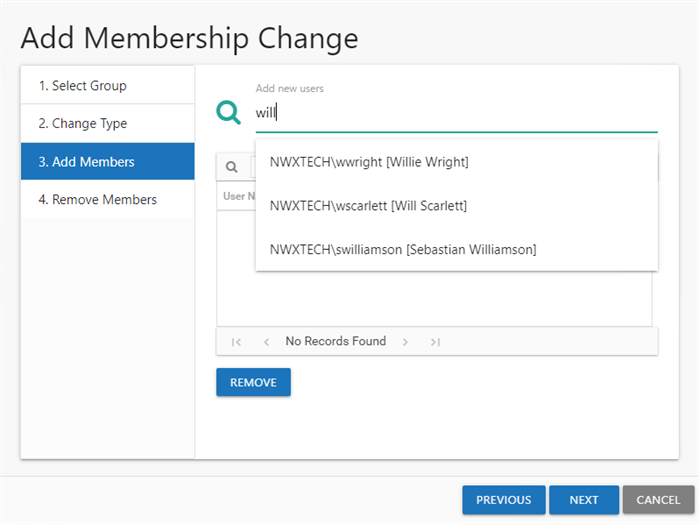 Add Membership Change
1. Select Group
2. Change Type
3. Add Members
4. Remove Members
Add new users
will
NWXTECH\wwright [Willie Wright]
NWXTECH\wscarlett [Will Scarlett]
NWXTECH\swilliamson [Sebastian Williamson]
User N
No Records Found
REMOVE
PREVIOUS
NEXT
CANCEL